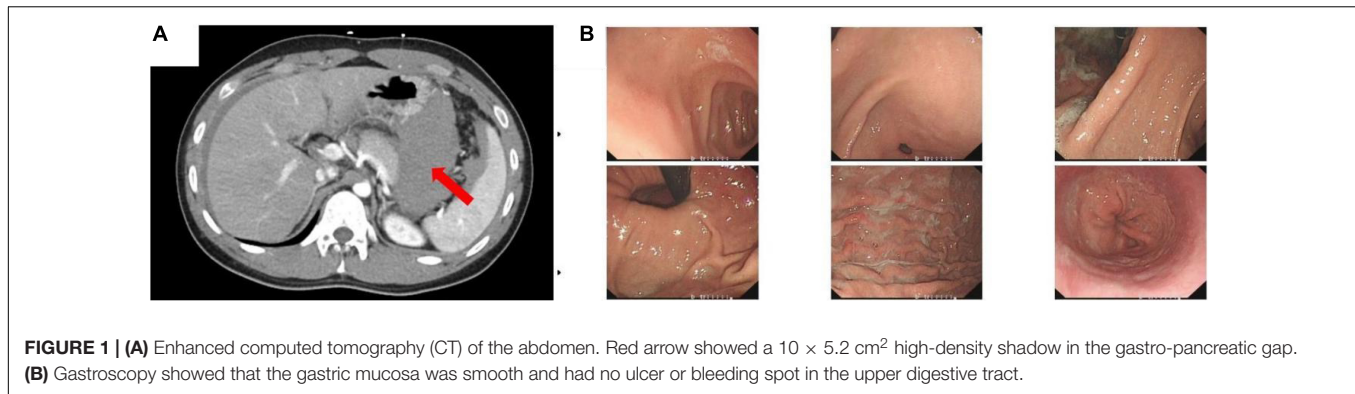 A
B
FIGURE 1 | (A) Enhanced computed tomography (CT) of the abdomen. Red arrow showed a 10 × 5.2 cm² high-density shadow in the gastro-pancreatic gap.
(B) Gastroscopy showed that the gastric mucosa was smooth and had no ulcer or bleeding spot in the upper digestive tract.